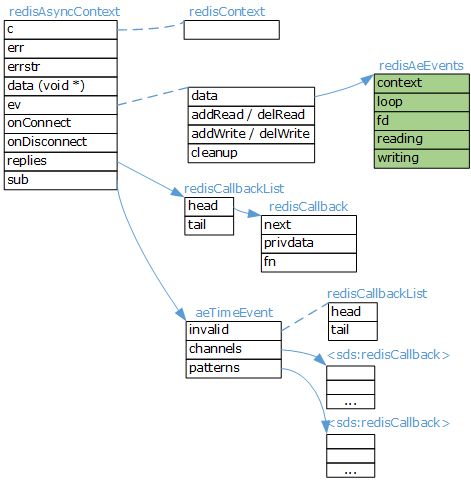 redisAsyncContext
c
err
errstr
data (void *)
ev
onConnect
onDisconnect
replies
sub
redisContext
data
addRead / delRead
addWrite / delWrite
cleanup
redisAeEvents
context
loop
fd
reading
writing
redisCallbackList
head
tail
redisCallback
next
privdata
fn
aeTimeEvent
invalid
channels
patterns
redisCallbackList
head
tail
<sds:redisCallback>
...
<sds:redisCallback>
...